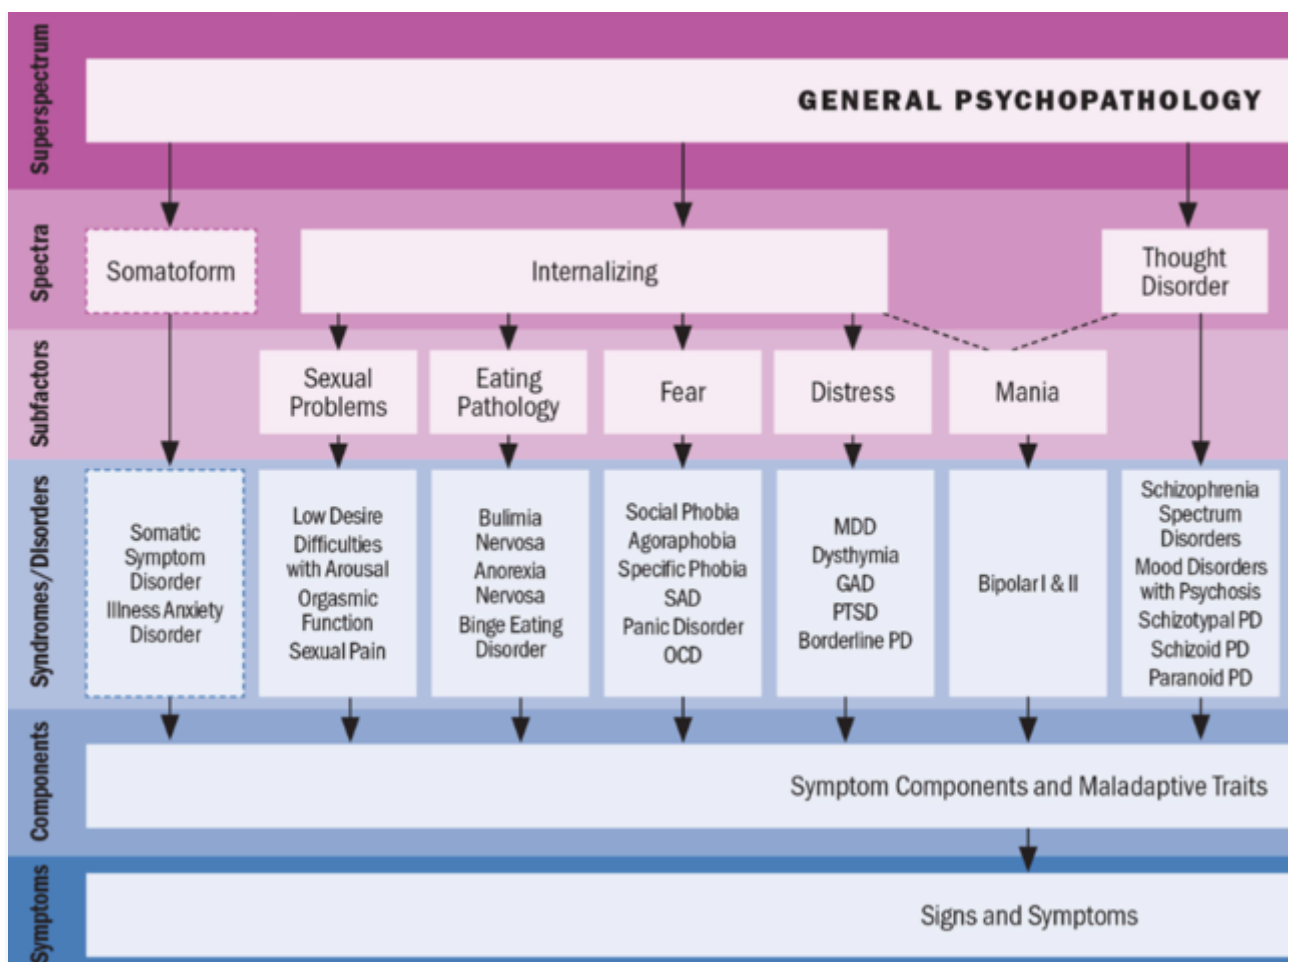 Superspectrum
GENERAL PSYCHOPATHOLOGY
Spectra
Somatoform
Internalizing
Thought
Disorder
Subfactors
Sexual
Problems
Eating
Pathology
Fear
Distress
Mania
Syndromes/Disorders
Somatic
Symptom
Disorder
Illness Anxiety
Disorder
Low Desire
Difficulties
with Arousal
Orgasmic
Function
Sexual Pain
Bulimia
Nervosa
Anorexia
Nervosa
Binge Eating
Disorder
Social Phobia
Agoraphobia
Specific Phobia
SAD
Panic Disorder
OCD
MDD
Dysthymia
GAD
PTSD
Borderline PD
Bipolar I & II
Schizophrenia
Spectrum
Disorders
Mood Disorders
with Psychosis
Schizotypal PD
Schizoid PD
Paranoid PD
Components
Symptom Components and Maladaptive Traits
Symptoms
Signs and Symptoms